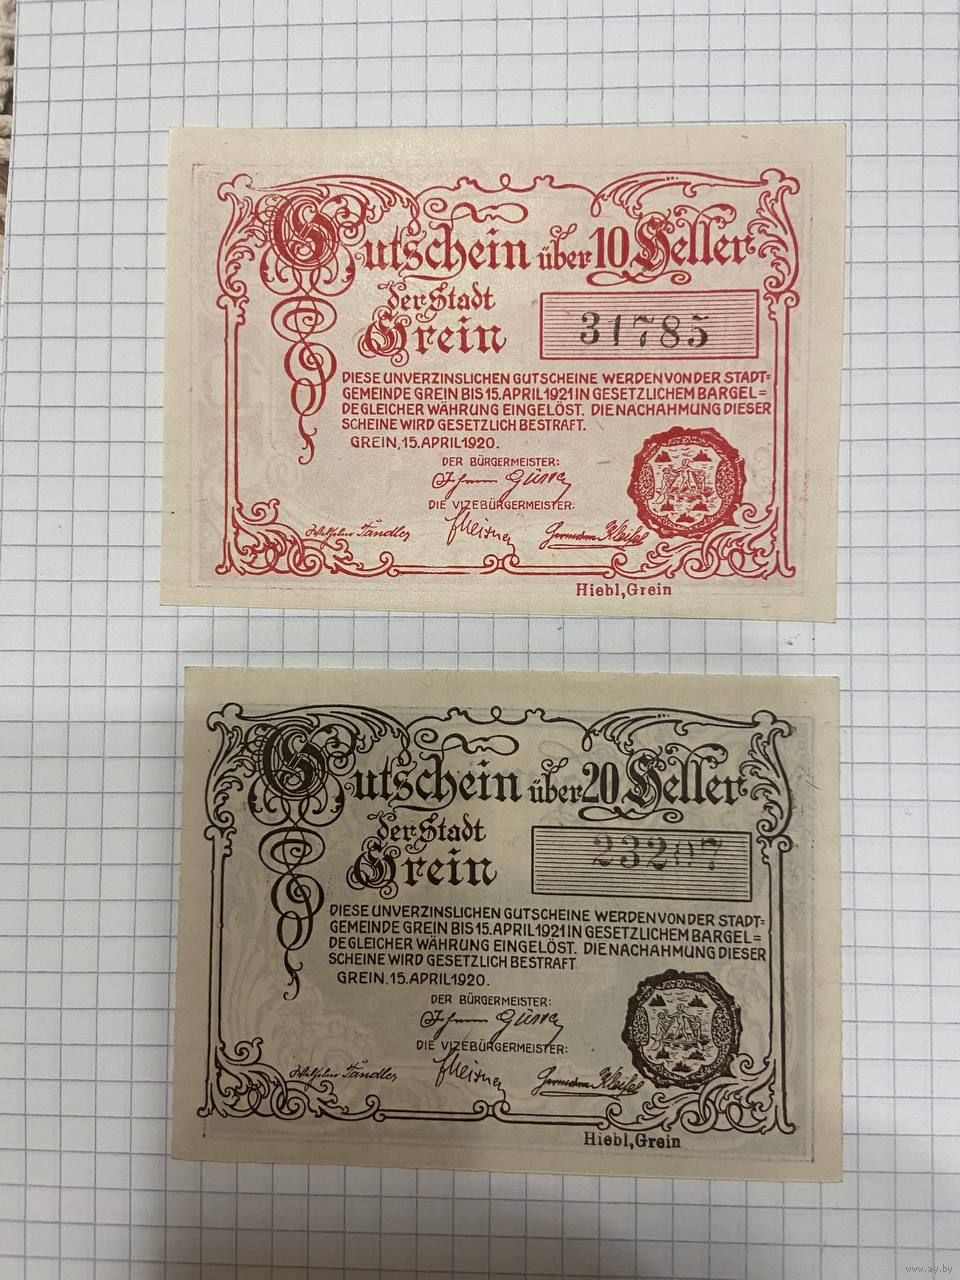 Gutschein über 10 Heller
der Stadt
Grein
31785
DIESE UNVERZINSLICHEN GUTSCHEINE WERDEN VON DER STADT=
GEMEINDE GREIN BIS 15. APRIL 1921 IN GESETZLICHEM BARGEL=
DE GLEICHER WÄHRUNG EINGELÖST. DIE NACHAHMUNG DIESER
SCHEINE WIRD GESETZLICH BESTRAFT.
GREIN, 15. APRIL 1920.
DER BÜRGERMEISTER:
DIE VIZEBÜRGERMEISTER:
Hiebl, Grein
Gutschein über 20 Heller
der Stadt
Grein
23207
DIESE UNVERZINSLICHEN GUTSCHEINE WERDEN VON DER STADT=
GEMEINDE GREIN BIS 15. APRIL 1921 IN GESETZLICHEM BARGEL=
DE GLEICHER WÄHRUNG EINGELÖST. DIE NACHAHMUNG DIESER
SCHEINE WIRD GESETZLICH BESTRAFT.
GREIN, 15. APRIL 1920.
DER BÜRGERMEISTER:
DIE VIZEBÜRGERMEISTER:
Hiebl, Grein
www.ay.by